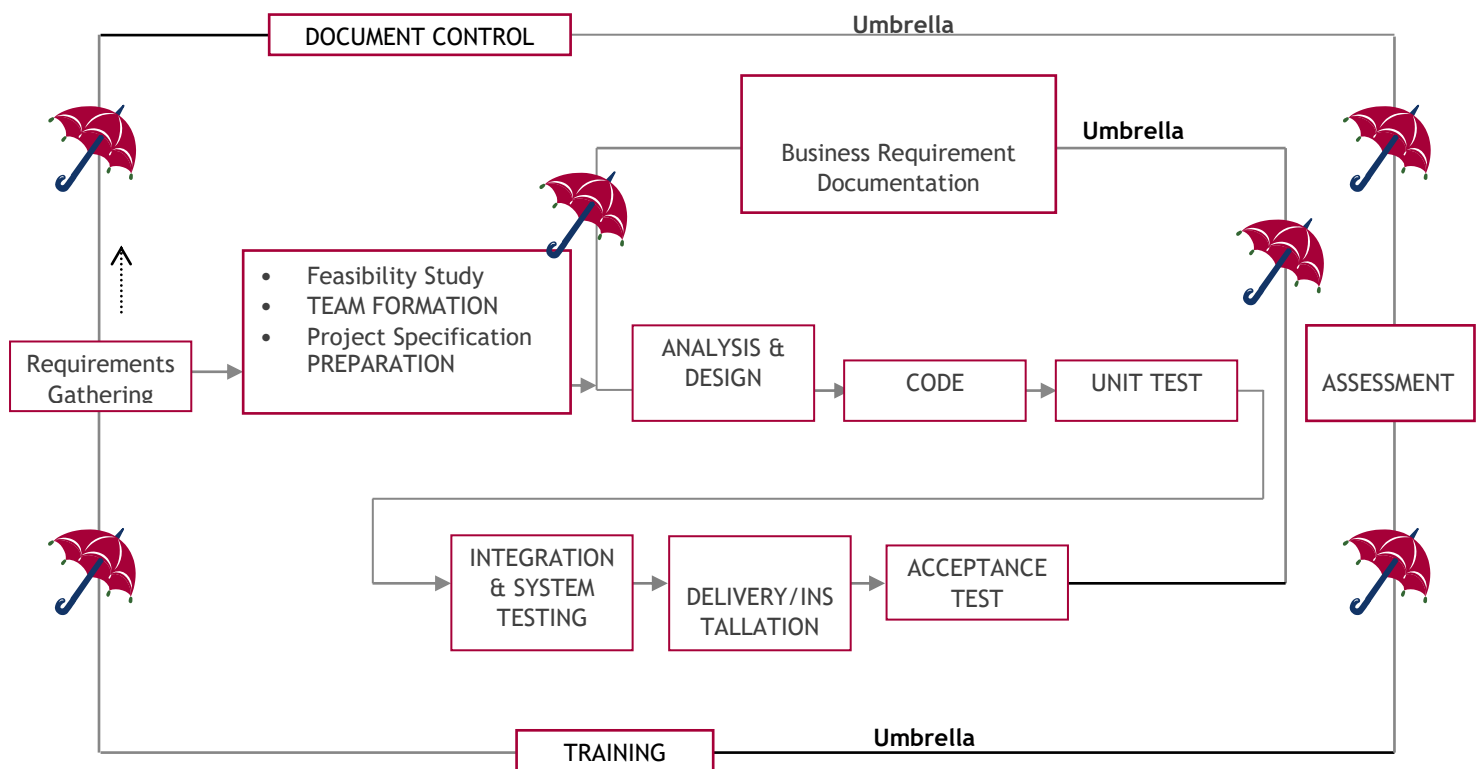 Umbrella
DOCUMENT CONTROL
Business Requirement
Documentation
Umbrella
• Feasibility Study
• TEAM FORMATION
• Project Specification
PREPARATION
Requirements
Gathering
ANALYSIS &
DESIGN
CODE
UNIT TEST
ASSESSMENT
INTEGRATION
& SYSTEM
TESTING
DELIVERY/INS
TALLATION
ACCEPTANCE
TEST
TRAINING
Umbrella